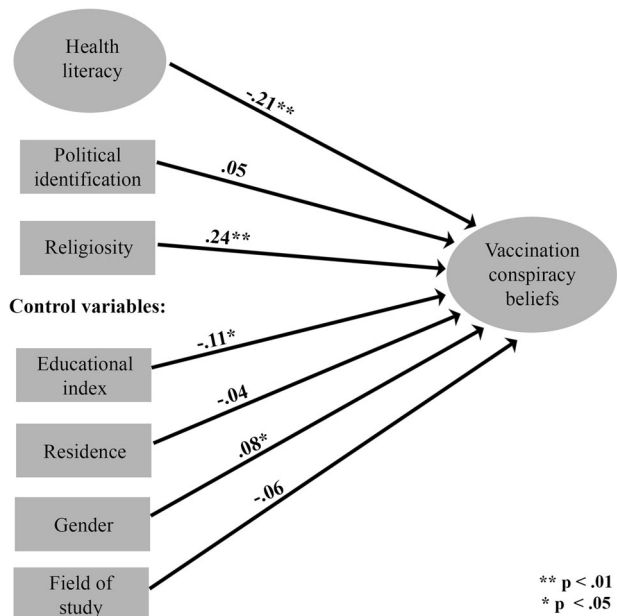 Health
literacy
-.21**
Political
identification
.05
Religiosity
.24**
Vaccination
conspiracy
beliefs
Control variables:
Educational
index
-.11*
Residence
-.04
Gender
.08*
Field of
study
-.06
** p < .01
* p < .05